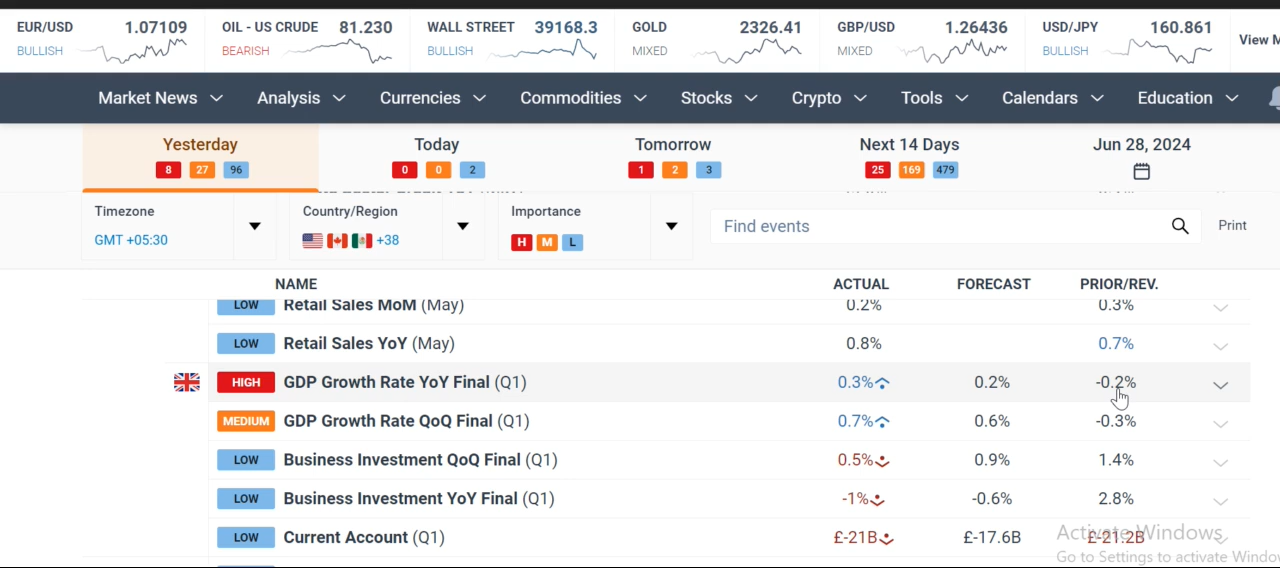 EUR/USD 1.07109 OIL - US CRUDE 81.230 WALL STREET 39168.3 GOLD 2326.41 GBP/USD 1.26436 USD/JPY 160.861
BULLISH BEARISH BULLISH MIXED MIXED BULLISH View M
Market News Analysis Currencies Commodities Stocks Crypto Tools Calendars Education
Yesterday Today Tomorrow Next 14 Days Jun 28, 2024
8 27 96 0 0 2 1 2 3 25 169 479
Timezone Country/Region Importance Find events Print
GMT +05:30 +38 H M L
NAME ACTUAL FORECAST PRIOR/REV.
LOW Retail Sales MoM (May) 0.2% 0.3%
LOW Retail Sales YoY (May) 0.8% 0.7%
HIGH GDP Growth Rate YoY Final (Q1) 0.3% 0.2% -0.2%
MEDIUM GDP Growth Rate QoQ Final (Q1) 0.7% 0.6% -0.3%
LOW Business Investment QoQ Final (Q1) 0.5% 0.9% 1.4%
LOW Business Investment YoY Final (Q1) -1% -0.6% 2.8%
LOW Current Account (Q1) £-21B £-17.6B £-21.2B
Activate Windows
Go to Settings to activate Window